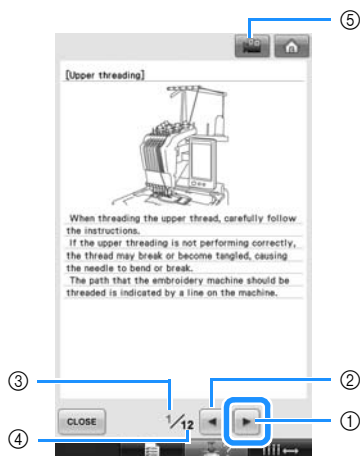 ⑤
[Upper threading]
When threading the upper thread, carefully follow
the instructions.
If the upper threading is not performing correctly,
the thread may break or become tangled, causing
the needle to bend or break.
The path that the embroidery machine should be
threaded is indicated by a line on the machine.
③
②
CLOSE
1/12
①
④